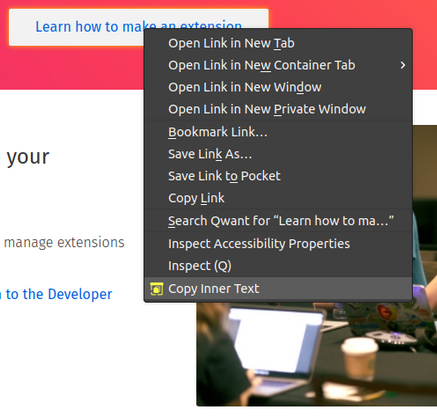 Learn how to make an extension
Open Link in New Tab
Open Link in New Container Tab
Open Link in New Window
Open Link in New Private Window
Bookmark Link…
Save Link As…
Save Link to Pocket
Copy Link
Search Qwant for “Learn how to ma…”
Inspect Accessibility Properties
Inspect (Q)
Copy Inner Text
your
manage extensions
to the Developer